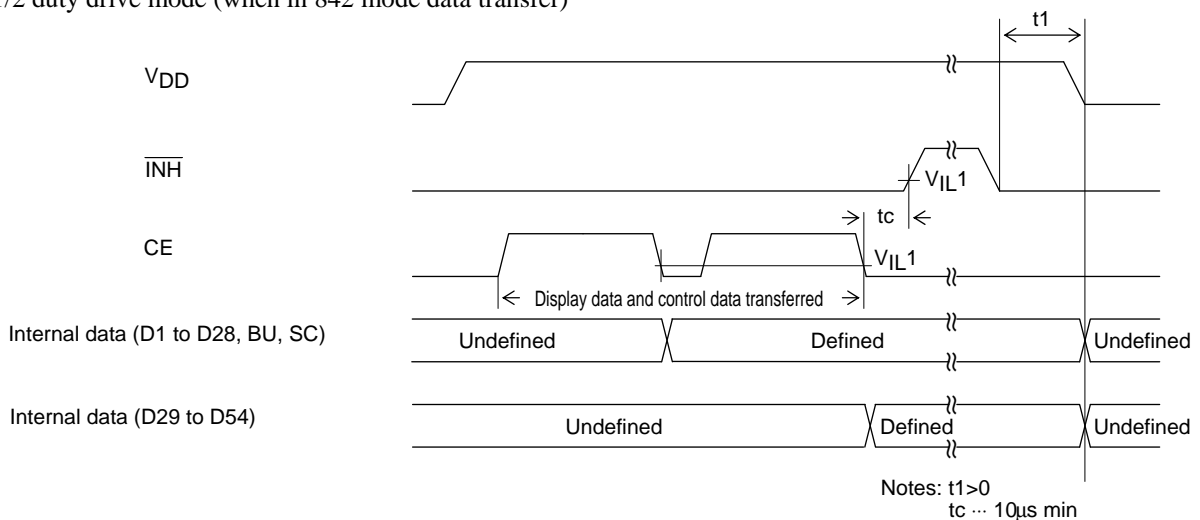 /2 duty drive mode (when in 842 mode data transfer)
t1
VDD
INH
VIL1
tc
CE
VIL1
Display data and control data transferred
Internal data (D1 to D28, BU, SC)
Undefined
Defined
Undefined
Internal data (D29 to D54)
Undefined
Defined
Undefined
Notes: t1>0
tc ··· 10µs min